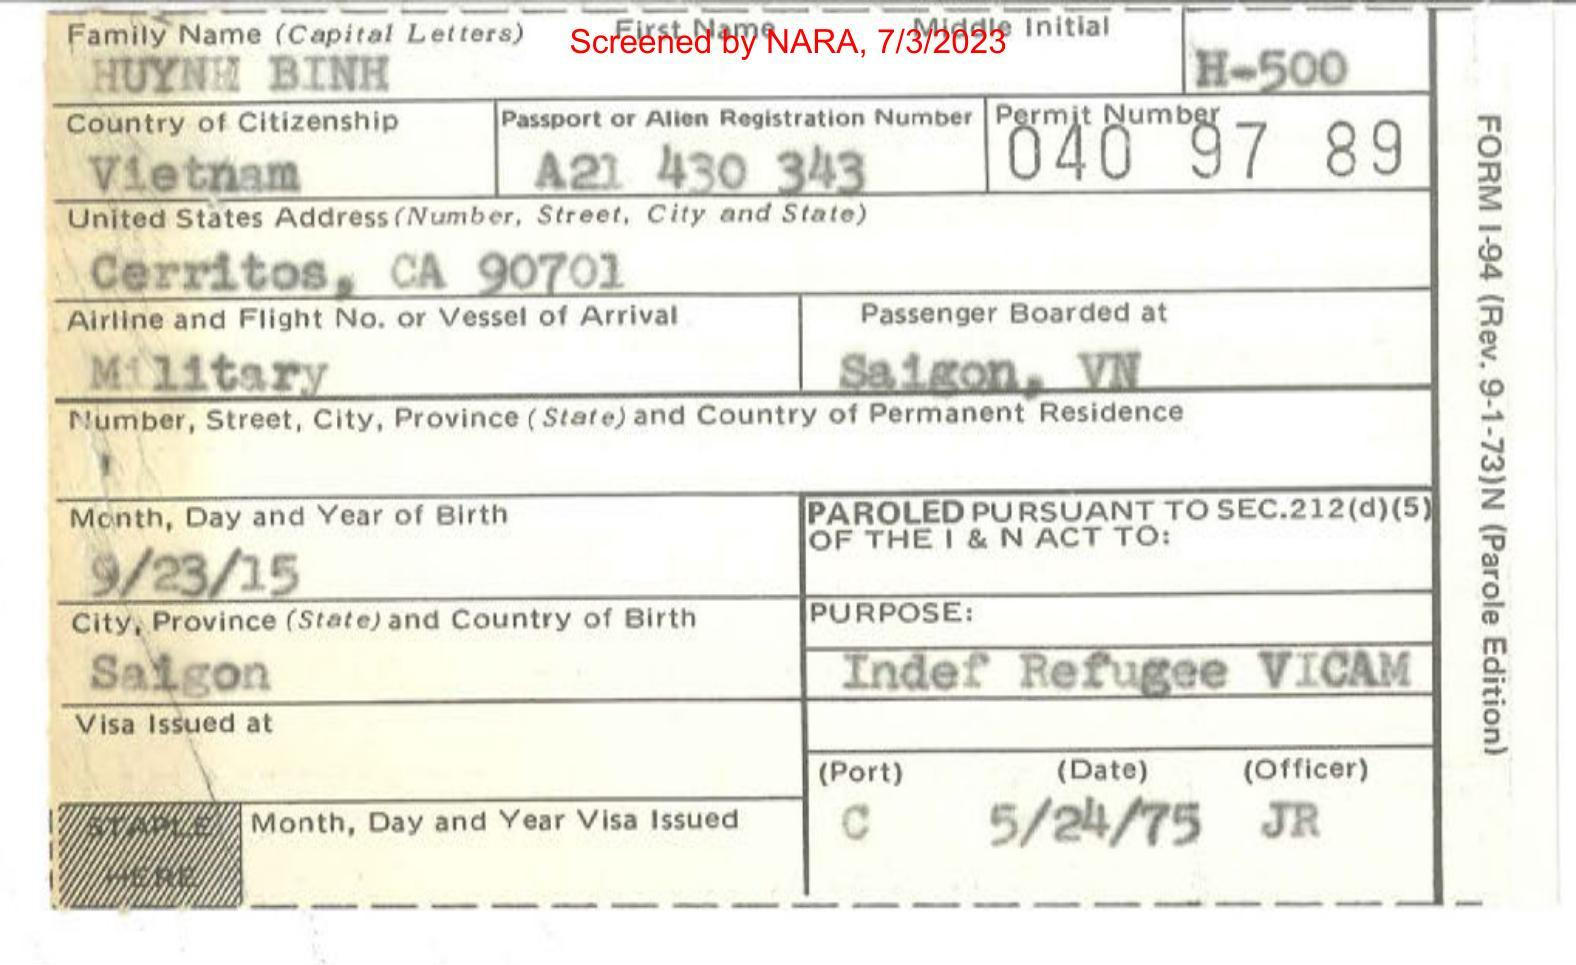 Family Name (Capital Letters) First Name Middle Initial
Screened by NARA, 7/3/2023
HUYNH BINH H-500
Country of Citizenship Passport or Alien Registration Number Permit Number
Vietnam A21 430 343 040 97 89
United States Address (Number, Street, City and State)
Cerritos, CA 90701
Airline and Flight No. or Vessel of Arrival Passenger Boarded at
Military Saigon, VN
Number, Street, City, Province (State) and Country of Permanent Residence
Month, Day and Year of Birth PAROLED PURSUANT TO SEC.212(d)(5)
OF THE I & N ACT TO:
9/23/15
City, Province (State) and Country of Birth PURPOSE:
Saigon Indef Refugee VICAM
Visa Issued at
(Port) (Date) (Officer)
STAPLE HERE Month, Day and Year Visa Issued C 5/24/75 JR
FORM I-94 (Rev. 9-1-73)N (Parole Edition)